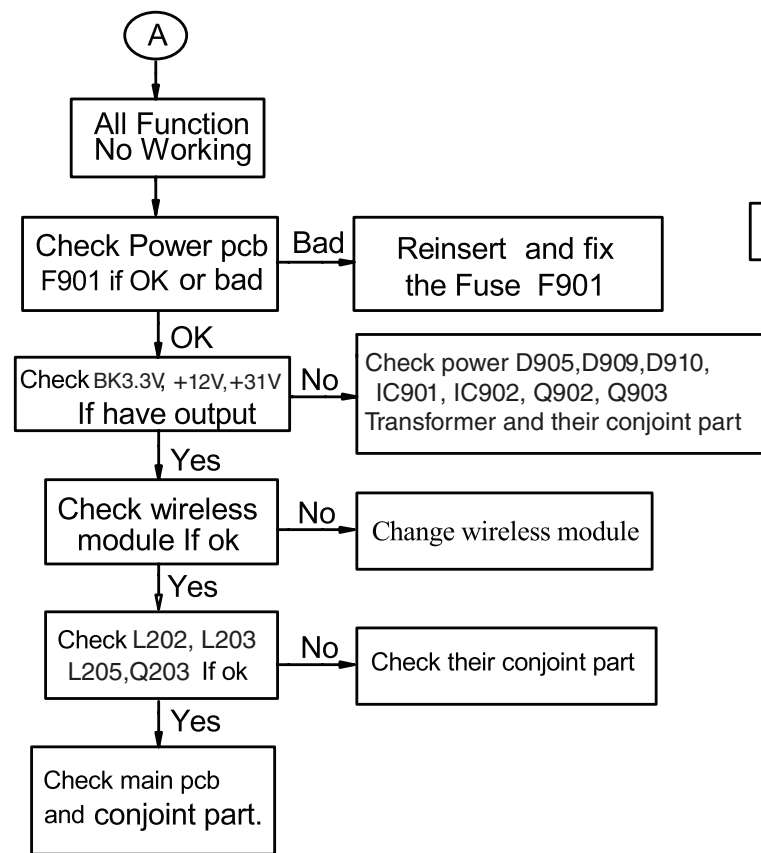 A
All Function
No Working
Check Power pcb
F901 if OK or bad
Bad
Reinsert and fix
the Fuse F901
OK
Check BK3.3V, +12V,+31V
If have output
No
Check power D905,D909,D910,
IC901, IC902, Q902, Q903
Transformer and their conjoint part
Yes
Check wireless
module If ok
No
Change wireless module
Yes
Check L202, L203
L205,Q203 If ok
No
Check their conjoint part
Yes
Check main pcb
and conjoint part.